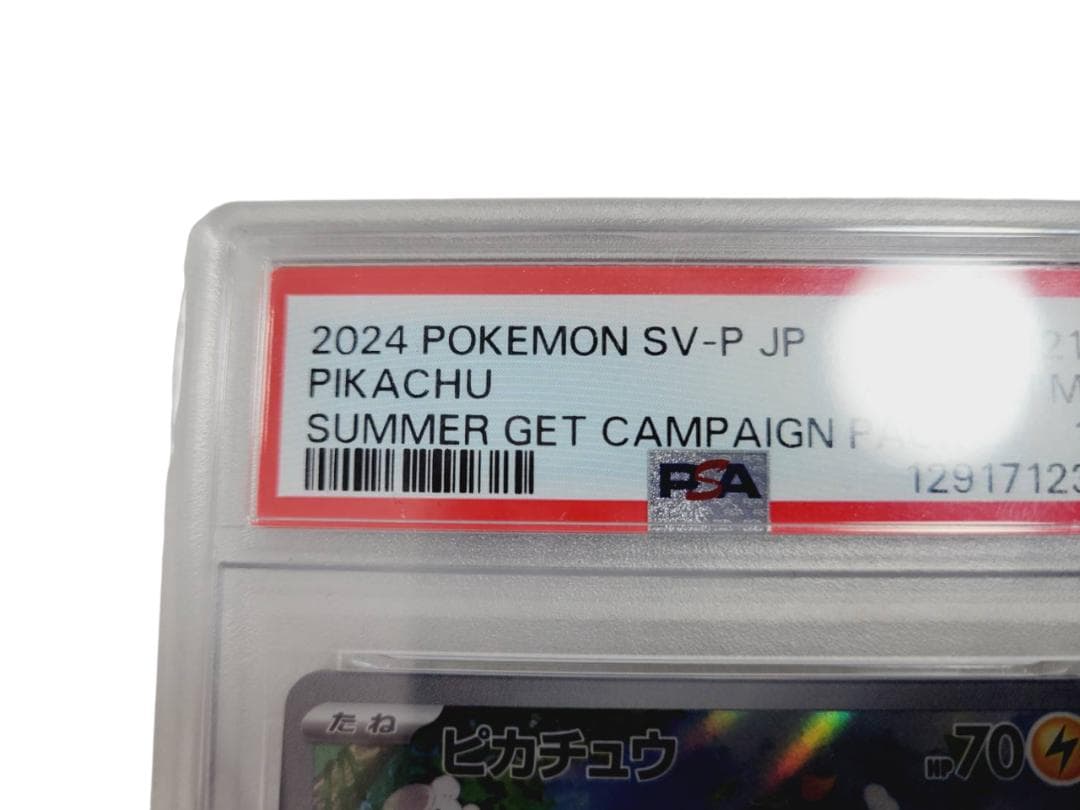 2024 POKEMON SV-P JP
PIKACHU
SUMMER GET CAMPAIGN
PSA
たね ピカチュウ HP70